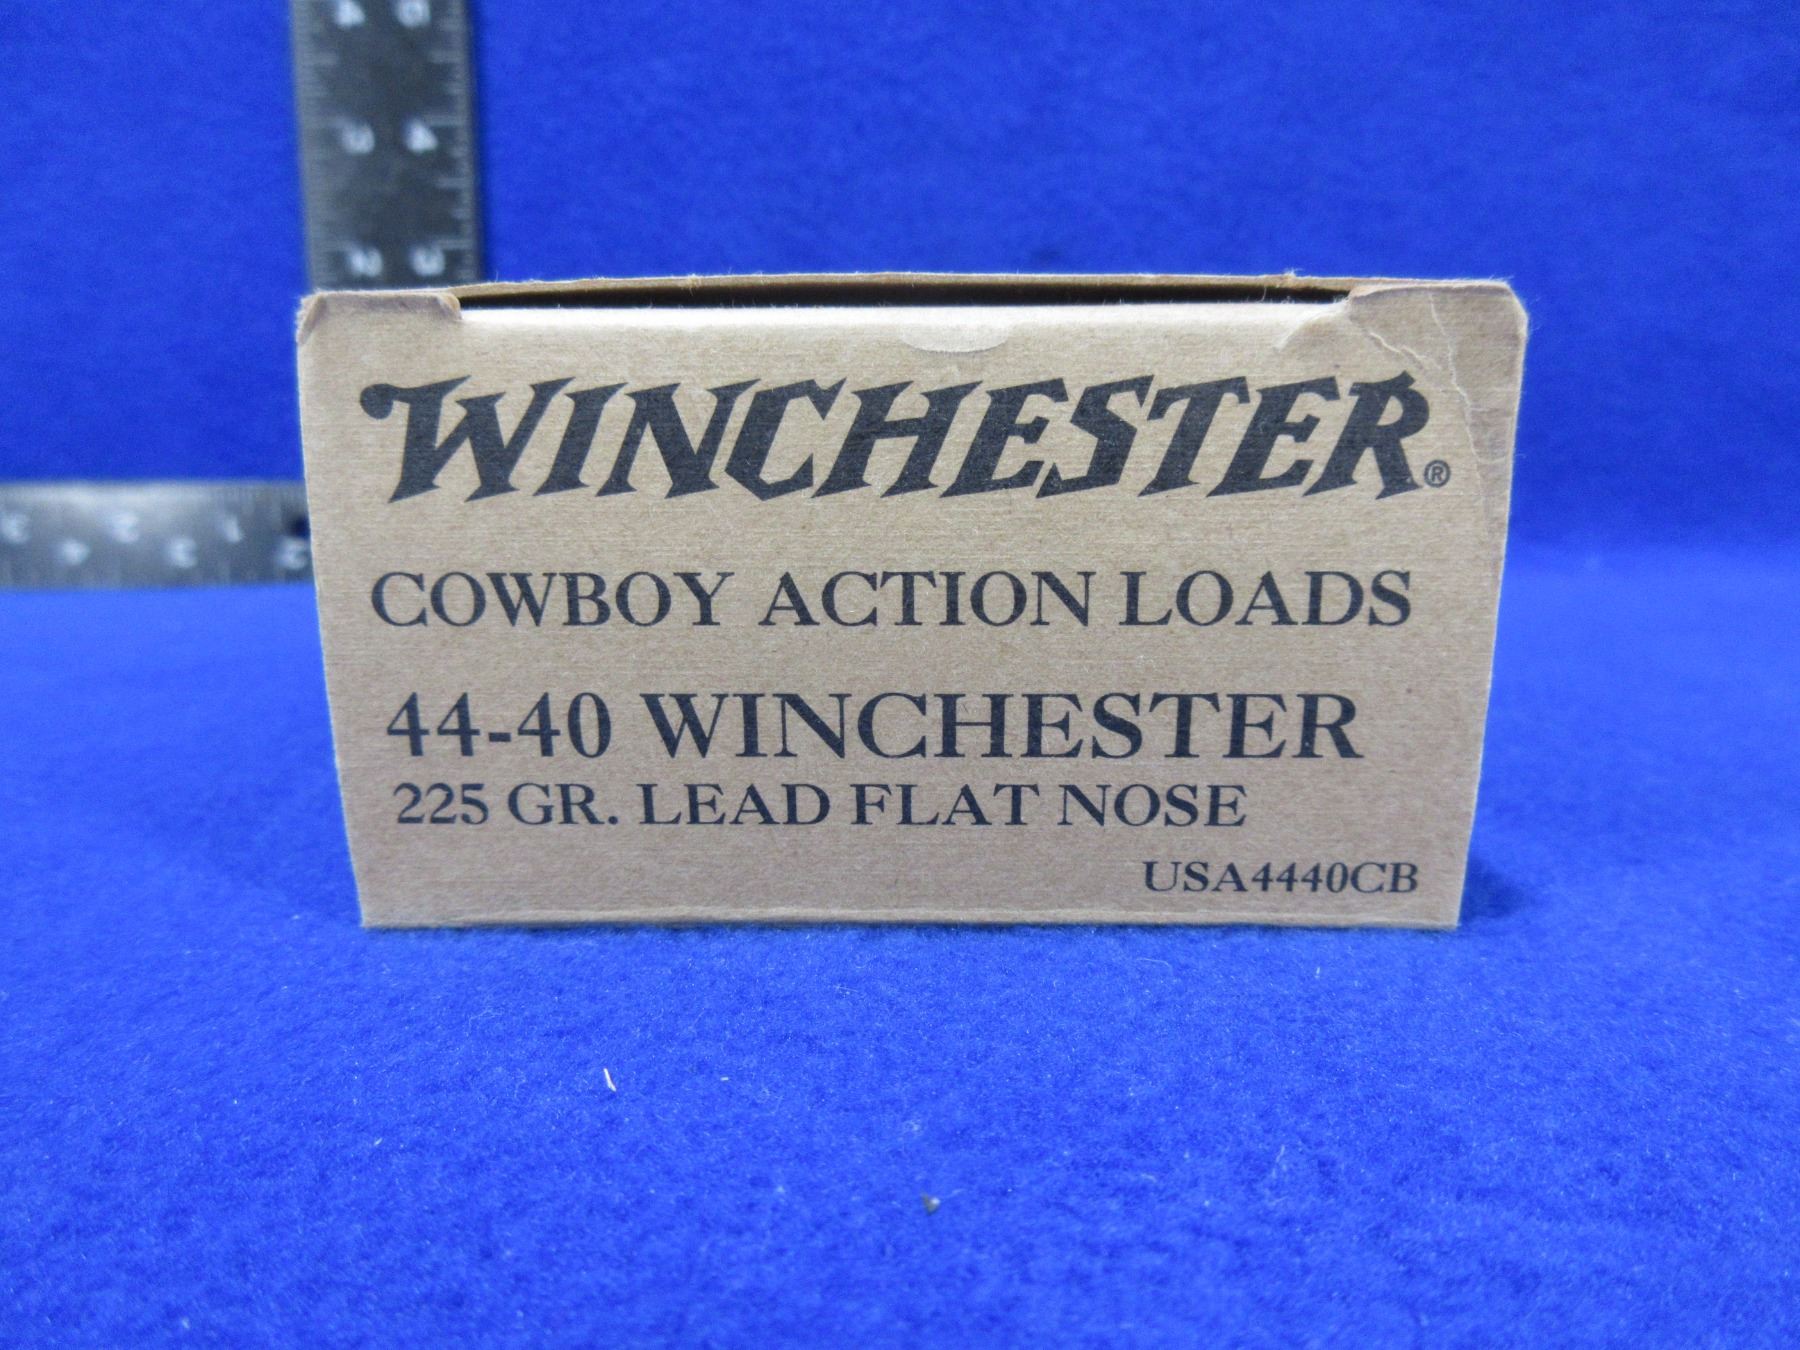 WINCHESTER®
COWBOY ACTION LOADS
44-40 WINCHESTER
225 GR. LEAD FLAT NOSE
USA4440CB